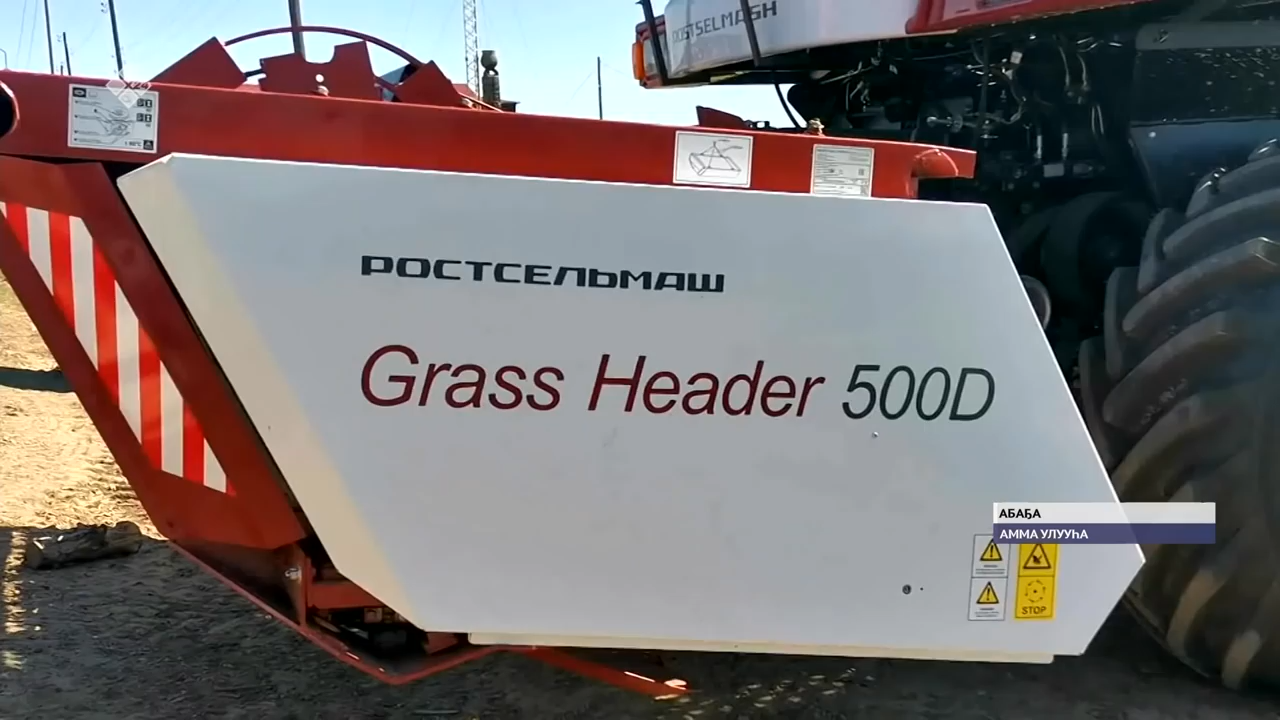 ROSTSELMASH
РОСТСЕЛЬМАШ
Grass Header 500D
АБАҔА
АММА УЛУУҺА
STOP